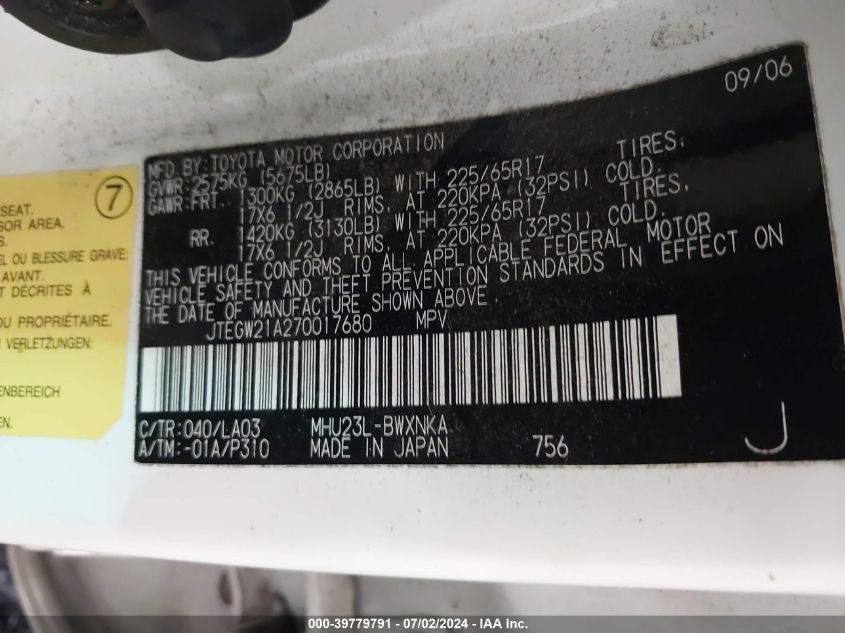 09/06
MFD. BY: TOYOTA MOTOR CORPORATION
GVWR: 2575KG (5675LB) TIRES:
GAWR: FRT. 1300KG (2865LB) WITH 225/65R17
17X6 1/2J RIMS, AT 220KPA (32PSI) COLD.
RR. 1420KG (3130LB) WITH 225/65R17
17X6 1/2J RIMS, AT 220KPA (32PSI) COLD.
THIS VEHICLE CONFORMS TO ALL APPLICABLE FEDERAL MOTOR
VEHICLE SAFETY AND THEFT PREVENTION STANDARDS IN EFFECT ON
THE DATE OF MANUFACTURE SHOWN ABOVE.
JTEGW21A270017680 MPV
C/TR:040/LA03 MHU23L-BWXNKA
A/TM:-01A/P310 MADE IN JAPAN 756
J
7
SEAT.
SOR AREA.
S.
EL OU BLESSURE GRAVE:
AVANT.
T DÉCRITES À
DU PROPRIÉTAIRE.
N VERLETZUNGEN:
ENBEREICH
EN.
000-39779791 - 07/02/2024 - IAA Inc.